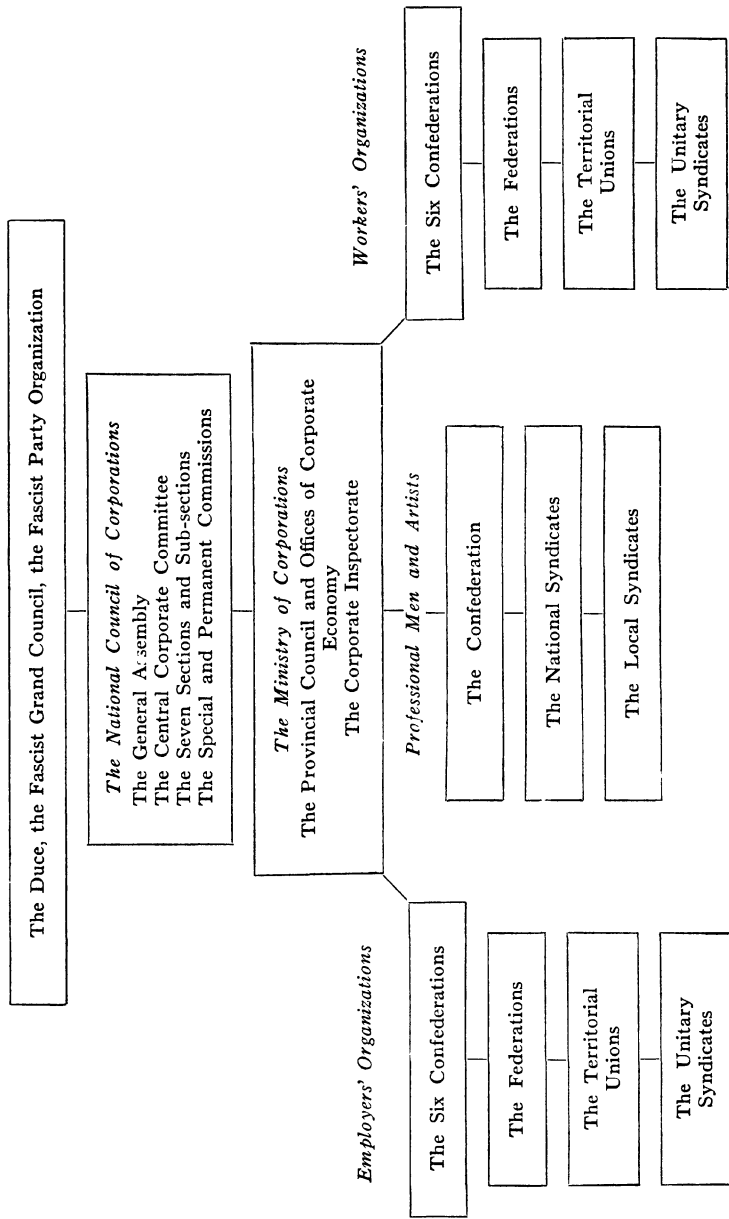 The Duce, the Fascist Grand Council, the Fascist Party Organization
The National Council of Corporations
The General Assembly
The Central Corporate Committee
The Seven Sections and Sub-sections
The Special and Permanent Commissions
The Ministry of Corporations
The Provincial Council and Offices of Corporate
Economy
The Corporate Inspectorate
Employers' Organizations
The Six Confederations
The Federations
The Territorial
Unions
The Unitary
Syndicates
Professional Men and Artists
The Confederation
The National Syndicates
The Local Syndicates
Workers' Organizations
The Six Confederations
The Federations
The Territorial
Unions
The Unitary
Syndicates